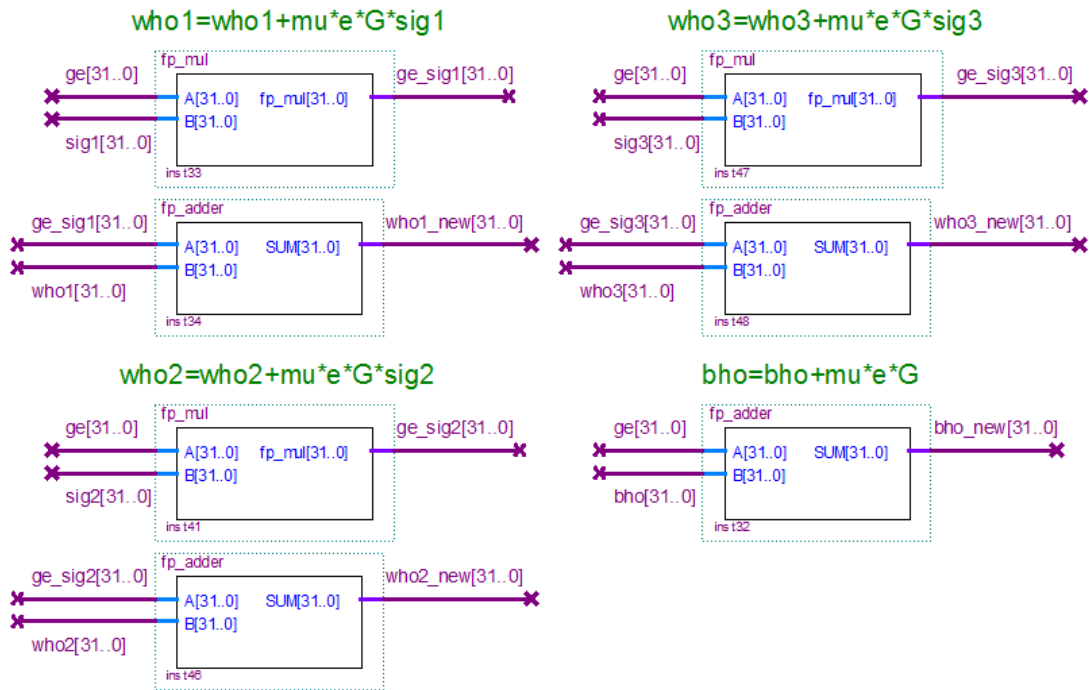 who1=who1+mu*e*G*sig1
fp_mul
ge[31..0]
ge_sig1[31..0]
A[31..0]
fp_mul[31..0]
B[31..0]
sig1[31..0]
inst33
fp_adder
ge_sig1[31..0]
who1_new[31..0]
A[31..0]
SUM[31..0]
B[31..0]
who1[31..0]
inst34
who3=who3+mu*e*G*sig3
fp_mul
ge[31..0]
ge_sig3[31..0]
A[31..0]
fp_mul[31..0]
B[31..0]
sig3[31..0]
inst47
fp_adder
ge_sig3[31..0]
who3_new[31..0]
A[31..0]
SUM[31..0]
B[31..0]
who3[31..0]
inst48
who2=who2+mu*e*G*sig2
fp_mul
ge[31..0]
ge_sig2[31..0]
A[31..0]
fp_mul[31..0]
B[31..0]
sig2[31..0]
inst41
fp_adder
ge_sig2[31..0]
who2_new[31..0]
A[31..0]
SUM[31..0]
B[31..0]
who2[31..0]
inst46
bho=bho+mu*e*G
fp_adder
ge[31..0]
bho_new[31..0]
A[31..0]
SUM[31..0]
B[31..0]
bho[31..0]
inst32